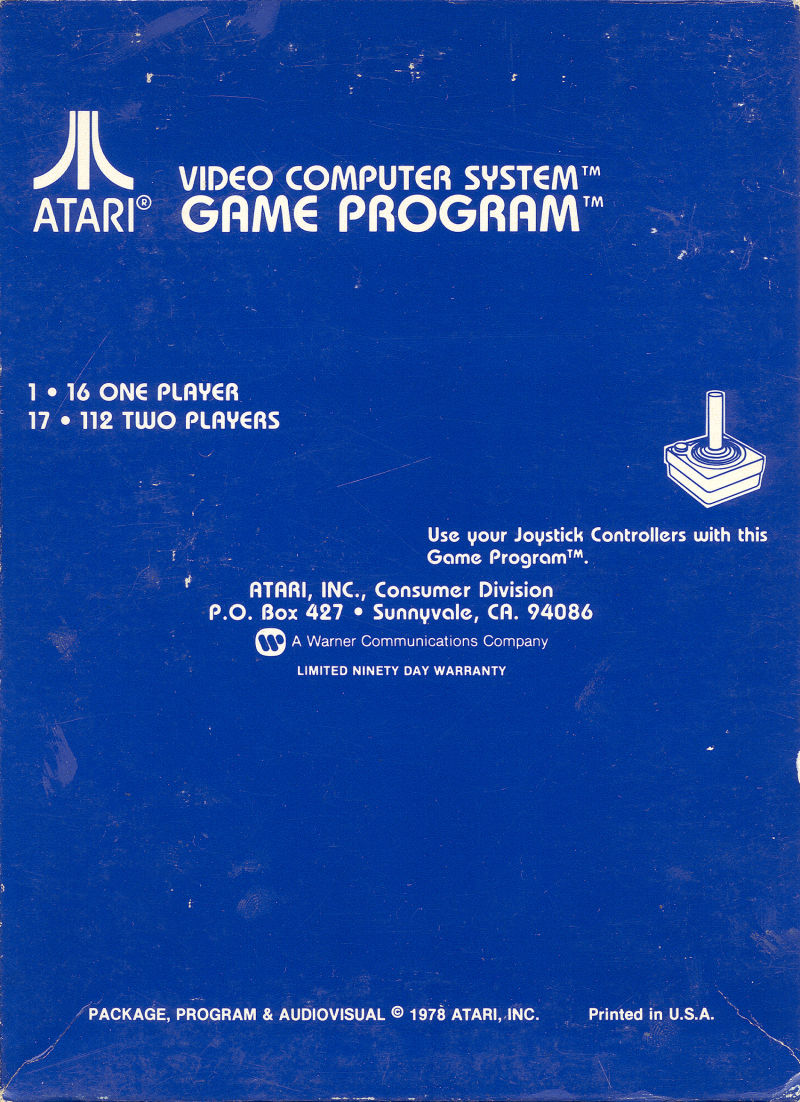 VIDEO COMPUTER SYSTEM™
ATARI® GAME PROGRAM™
1 • 16 ONE PLAYER
17 • 112 TWO PLAYERS
Use your Joystick Controllers with this
Game Program™.
ATARI, INC., Consumer Division
P.O. Box 427 • Sunnyvale, CA. 94086
A Warner Communications Company
LIMITED NINETY DAY WARRANTY
PACKAGE, PROGRAM & AUDIOVISUAL © 1978 ATARI, INC. Printed in U.S.A.